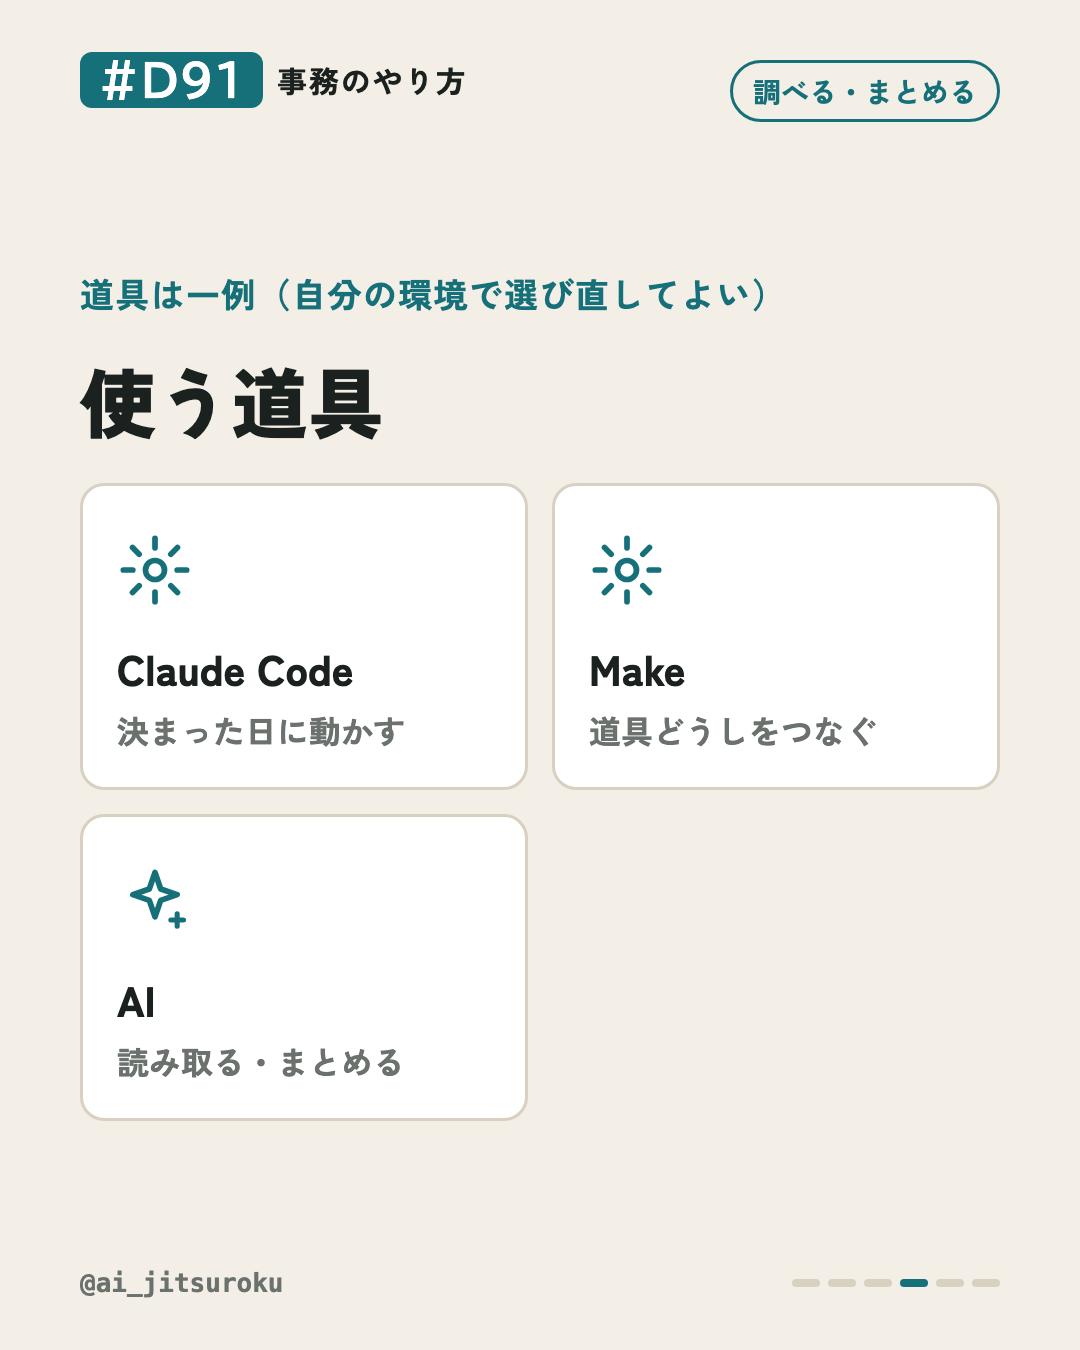 #D91 事務のやり方
調べる・まとめる
道具は一例（自分の環境で選び直してよい）
使う道具
Claude Code
決まった日に動かす
Make
道具どうしをつなぐ
AI
読み取る・まとめる
@ai_jitsuroku